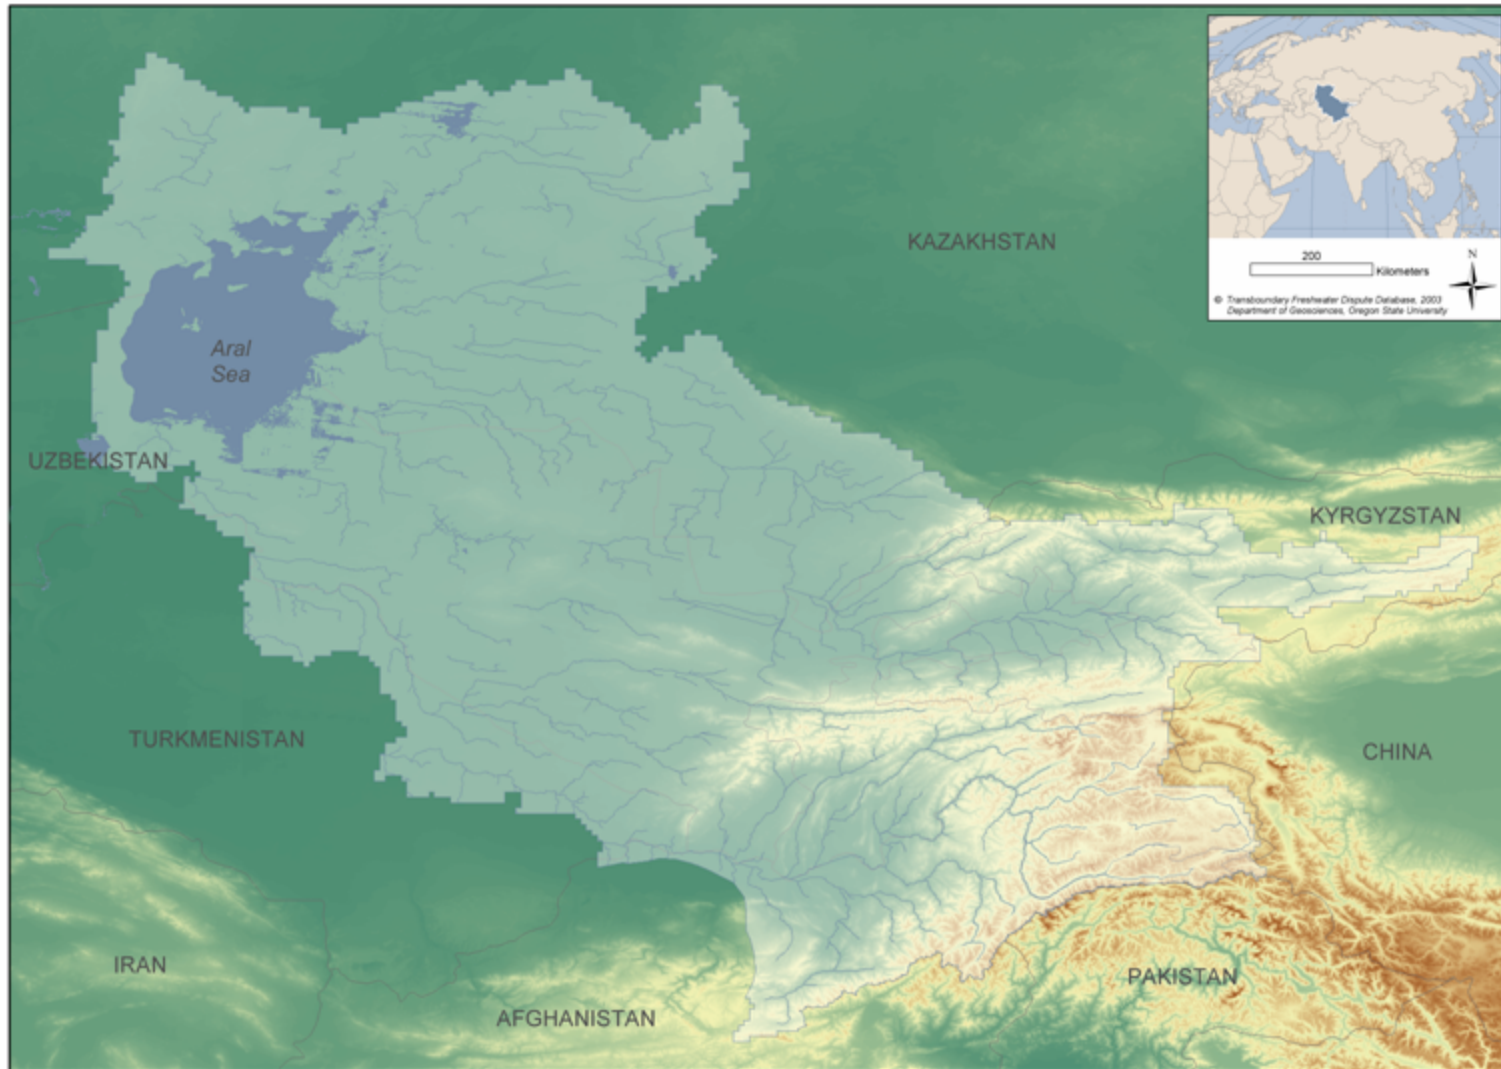 KAZAKHSTAN
200
Kilometers
N
© Transboundary Freshwater Dispute Database, 2003
Department of Geosciences, Oregon State University
Aral
Sea
UZBEKISTAN
KYRGYZSTAN
TURKMENISTAN
CHINA
IRAN
PAKISTAN
AFGHANISTAN